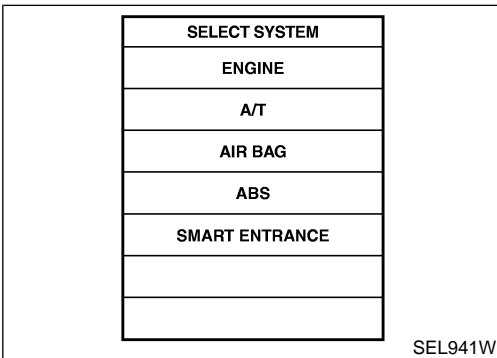 SELECT SYSTEM
ENGINE
A/T
AIR BAG
ABS
SMART ENTRANCE
SEL941W